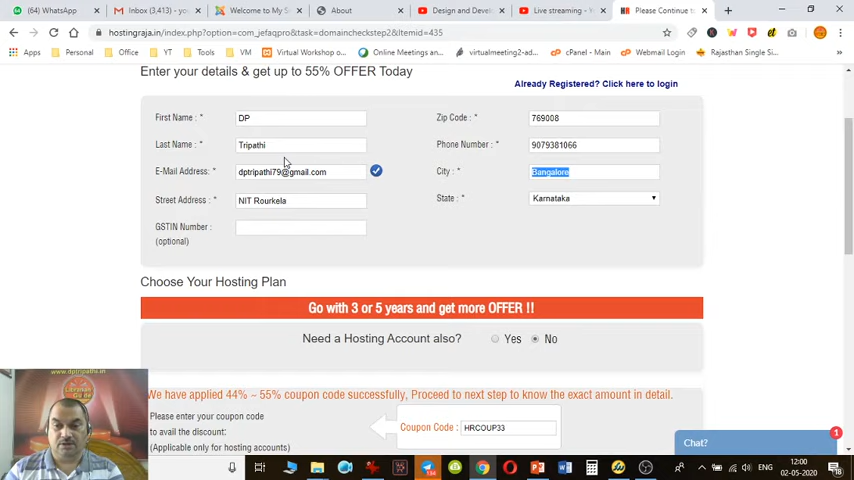 (64) WhatsApp
Inbox (3,413) - y
Welcome to My S
About
Design and Devel
Live streaming - Y
Please Continue t
hostingraja.in/index.php?option=com_jefaqpro&task=domaincheckstep2&Itemid=435
Apps
Personal
Office
YT
Tools
VM
Virtual Workshop o...
Online Meetings an...
virtualmeeting2 -ad...
cPanel - Main
Webmail Login
Rajasthan Single Si...
Enter your details & get up to 55% OFFER Today
Already Registered? Click here to login
First Name : *
DP
Zip Code : *
769008
Last Name : *
Tripathi
Phone Number : *
9079381066
E-Mail Address: *
dptripathi79@gmail.com
City : *
Bangalore
Street Address : *
NIT Rourkela
State : *
Karnataka
GSTIN Number :
(optional)
Choose Your Hosting Plan
Go with 3 or 5 years and get more OFFER !!
Need a Hosting Account also?
Yes
No
We have applied 44% ~ 55% coupon code successfully, Proceed to next step to know the exact amount in detail.
Please enter your coupon code
to avail the discount:
(Applicable only for hosting accounts)
Coupon Code :
HRCOUP33
Chat?
1
www.dptripathi.com
ENG
12:00
02-05-2020